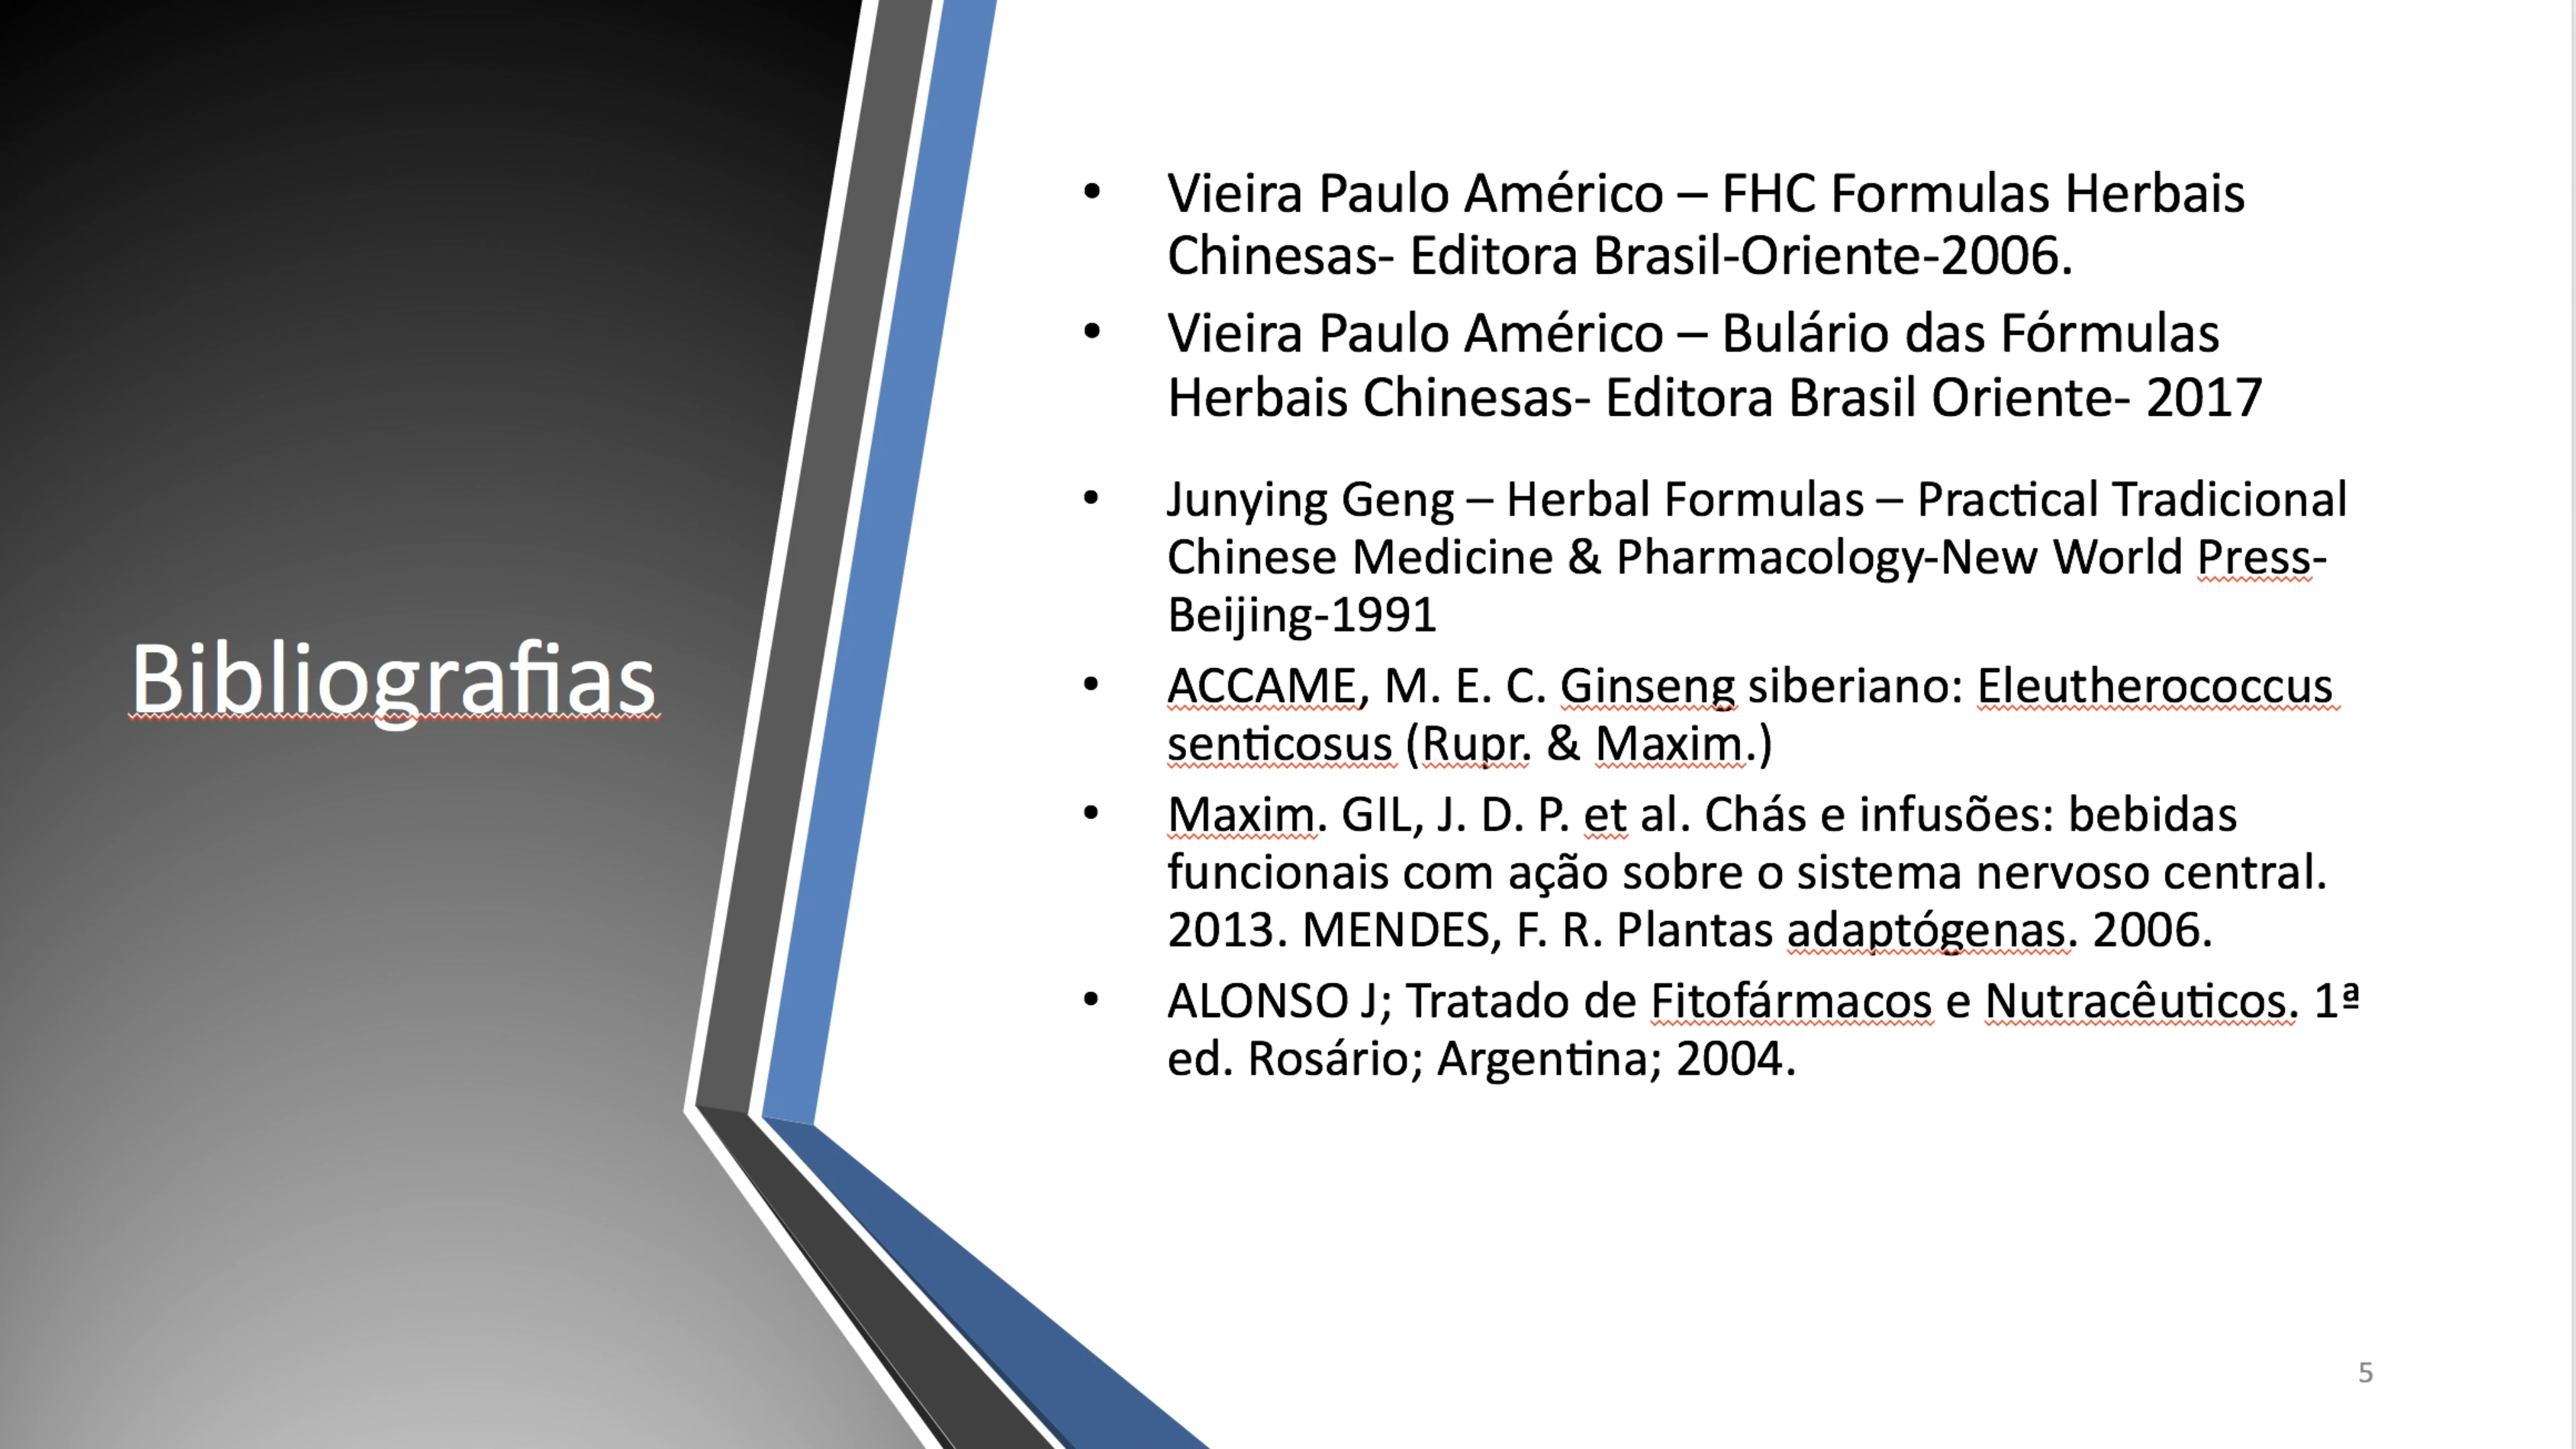 Bibliografias
• Vieira Paulo Américo – FHC Formulas Herbais
Chinesas- Editora Brasil-Oriente-2006.
• Vieira Paulo Américo – Bulário das Fórmulas
Herbais Chinesas- Editora Brasil Oriente- 2017
• Junying Geng – Herbal Formulas – Practical Tradicional
Chinese Medicine & Pharmacology-New World Press-
Beijing-1991
• ACCAME, M. E. C. Ginseng siberiano: Eleutherococcus
senticosus (Rupr. & Maxim.)
• Maxim. GIL, J. D. P. et al. Chás e infusões: bebidas
funcionais com ação sobre o sistema nervoso central.
2013. MENDES, F. R. Plantas adaptógenas. 2006.
• ALONSO J; Tratado de Fitofármacos e Nutracêuticos. 1ª
ed. Rosário; Argentina; 2004.
5